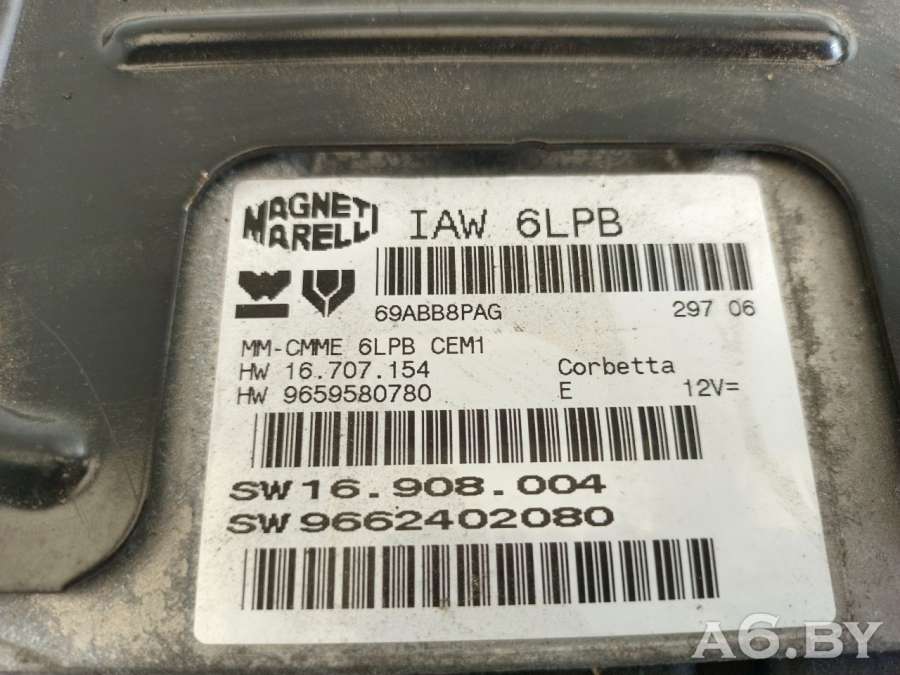 MAGNETI MARELLI
IAW 6LPB
69ABB8PAG 297 06
MM-CMME 6LPB CEM1
HW 16.707.154 Corbetta
HW 9659580780 E 12V=
SW 16.908.004
SW 9662402080
A6.BY